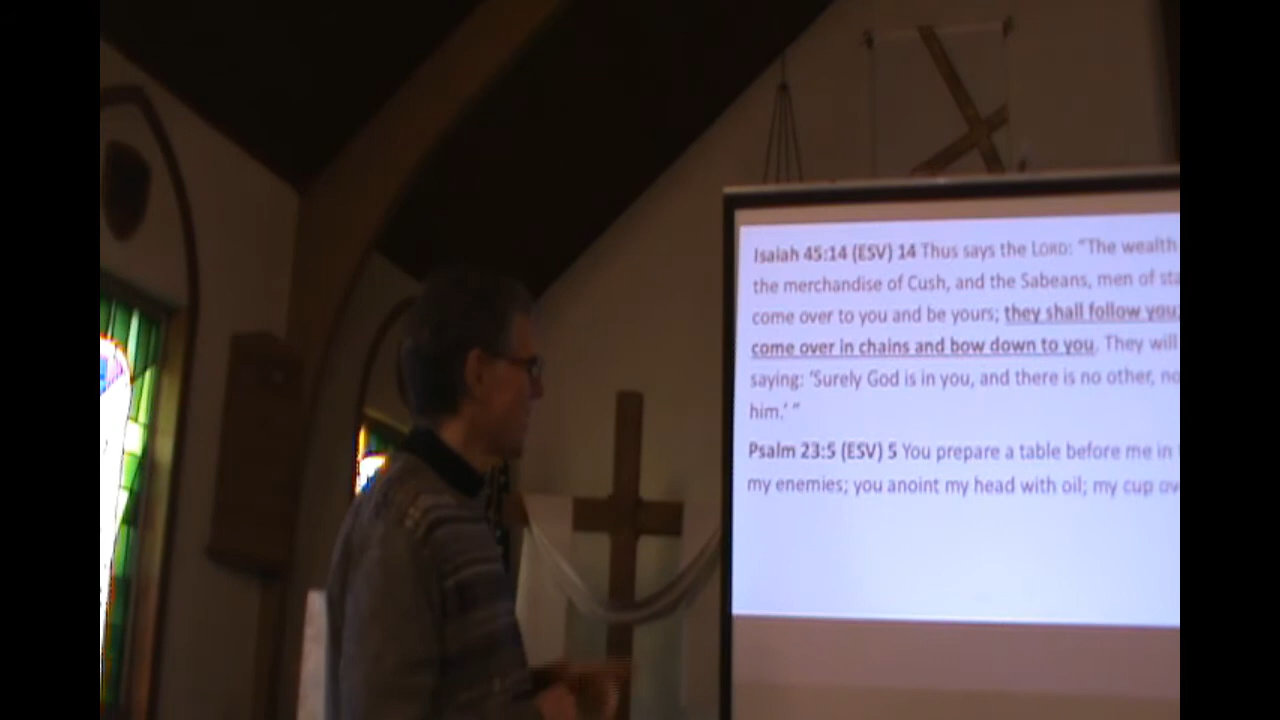 Isaiah 45:14 (ESV) 14 Thus says the LORD: "The wealth
the merchandise of Cush, and the Sabeans, men of
come over to you and be yours; they shall follow you;
come over in chains and bow down to you. They will
saying: 'Surely God is in you, and there is no other, no
him.' "
Psalm 23:5 (ESV) 5 You prepare a table before me in
my enemies; you anoint my head with oil; my cup